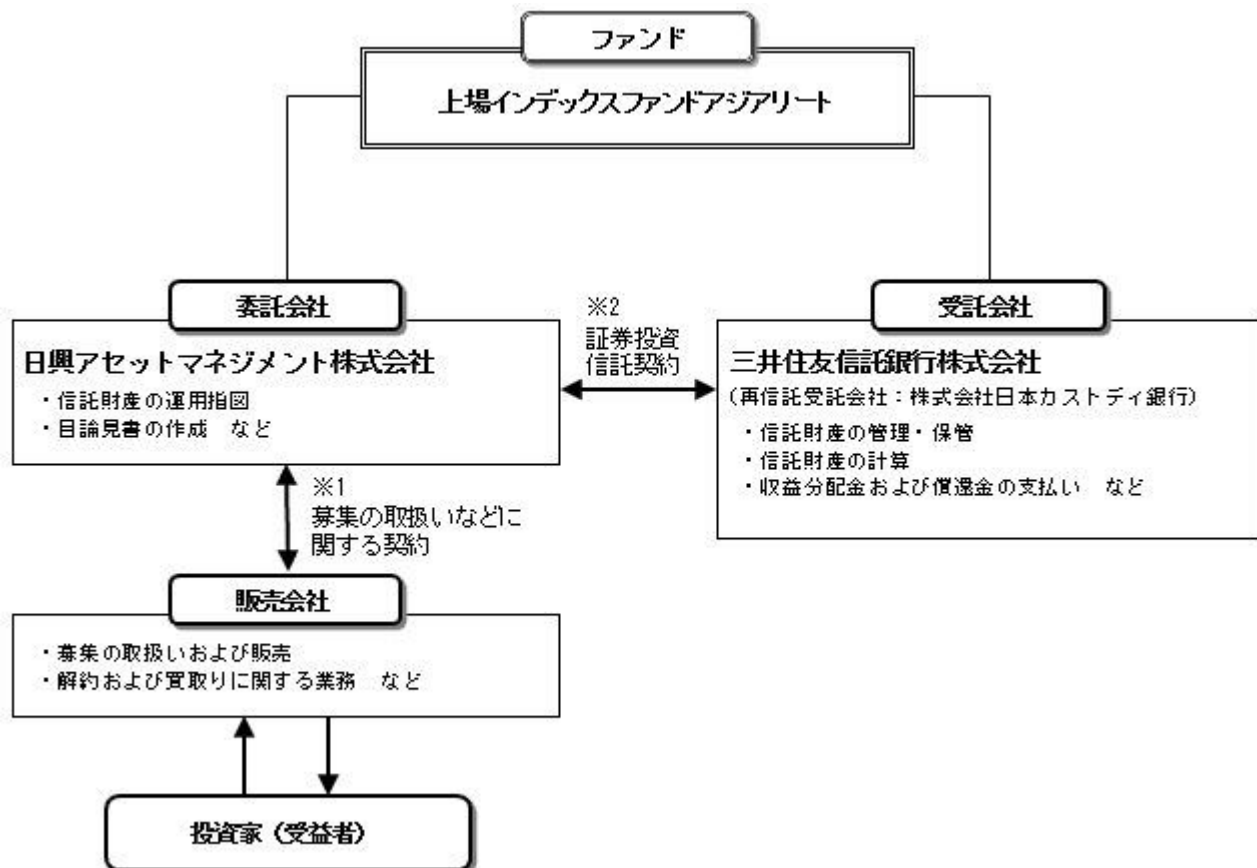 ファンド
上場インデックスファンドアジアリート
委託会社
日興アセットマネジメント株式会社
・信託財産の運用指図
・目論見書の作成　など
※2
証券投資
信託契約
受託会社
三井住友信託銀行株式会社
(再信託受託会社：株式会社日本カストディ銀行)
・信託財産の管理・保管
・信託財産の計算
・収益分配金および償還金の支払い　など
※1
募集の取扱いなどに
関する契約
販売会社
・募集の取扱いおよび販売
・解約および買取りに関する業務　など
投資家（受益者）